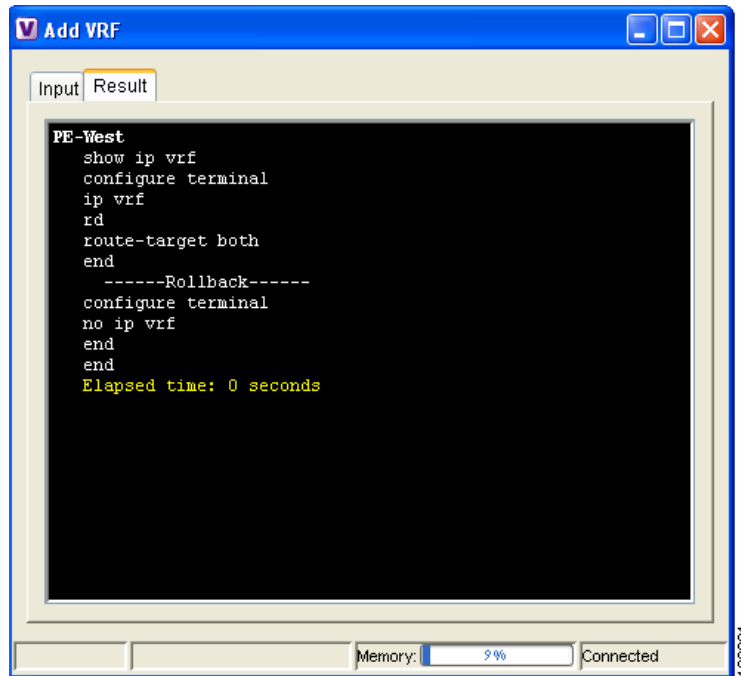 Add VRF
Input Result
PE-West
show ip vrf
configure terminal
ip vrf
rd
route-target both
end
------Rollback------
configure terminal
no ip vrf
end
end
Elapsed time: 0 seconds
Memory: 9% Connected